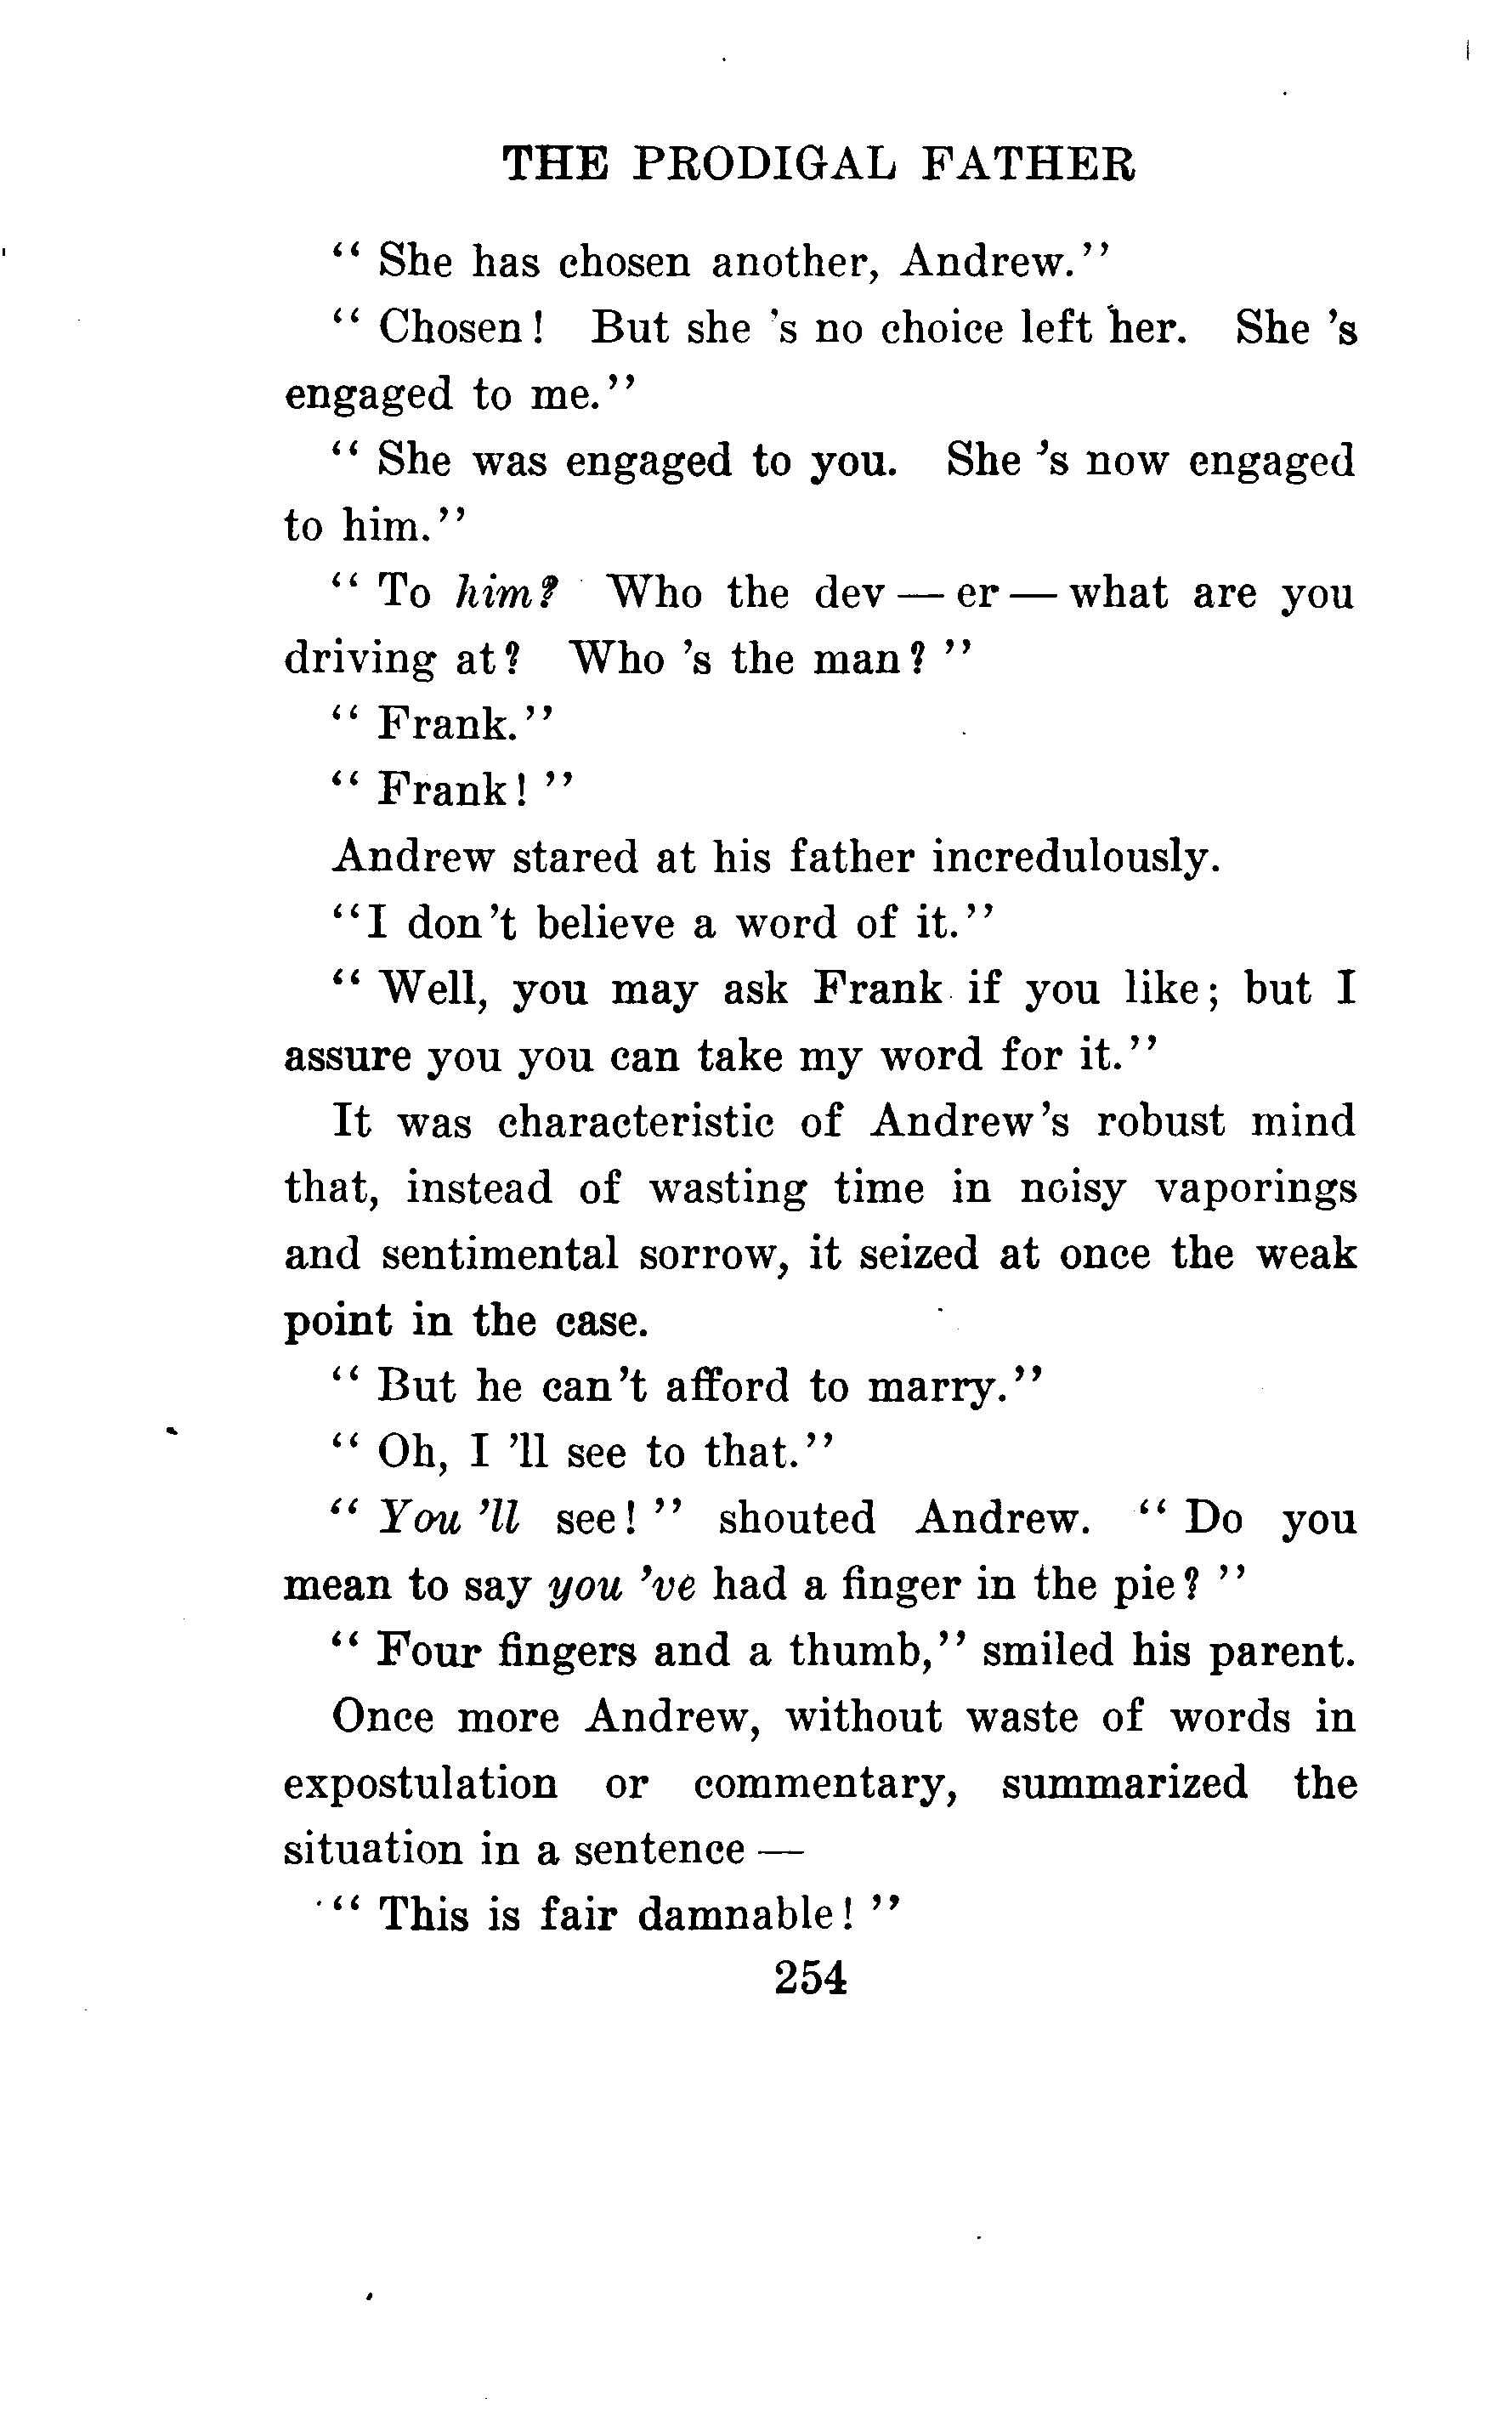 THE PRODIGAL FATHER
" She has chosen another, Andrew."
" Chosen! But she 's no choice left her. She 's
engaged to me."
" She was engaged to you. She 's now engaged
to him."
" To him? Who the dev — er — what are you
driving at? Who 's the man? "
" Frank."
" Frank! "
Andrew stared at his father incredulously.
"I don't believe a word of it."
" Well, you may ask Frank if you like; but I
assure you you can take my word for it."
It was characteristic of Andrew's robust mind
that, instead of wasting time in noisy vaporings
and sentimental sorrow, it seized at once the weak
point in the case.
" But he can't afford to marry."
" Oh, I 'll see to that."
" You 'll see! " shouted Andrew. " Do you
mean to say you 've had a finger in the pie? "
" Four fingers and a thumb," smiled his parent.
Once more Andrew, without waste of words in
expostulation or commentary, summarized the
situation in a sentence —
" This is fair damnable! "
254